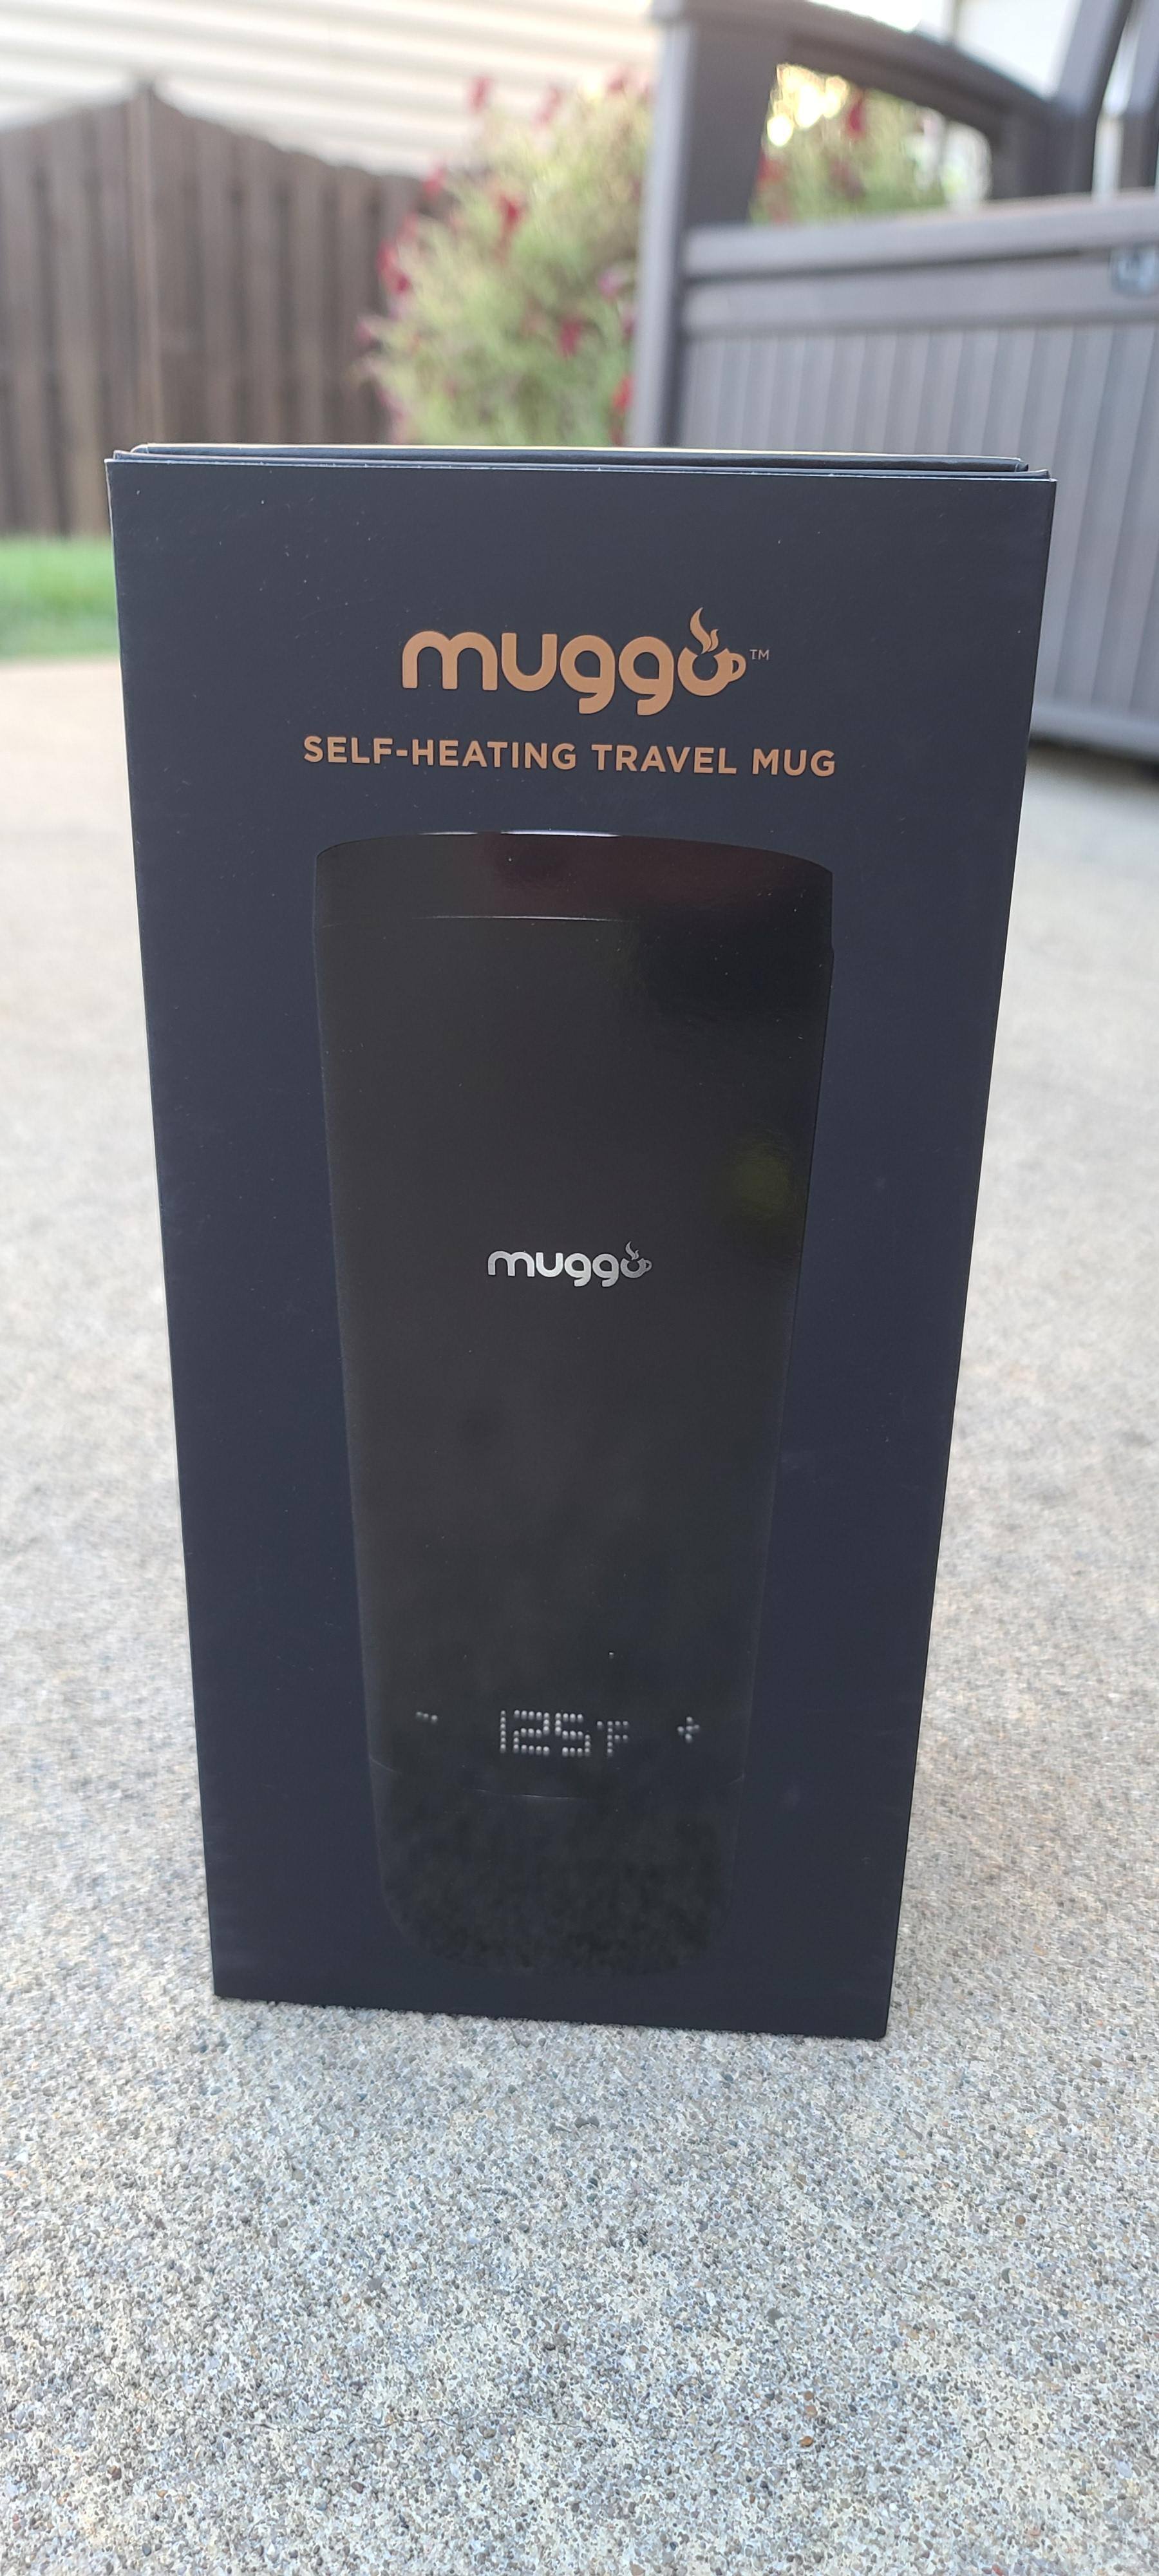 muggo™
SELF-HEATING TRAVEL MUG
muggo
- 125F +